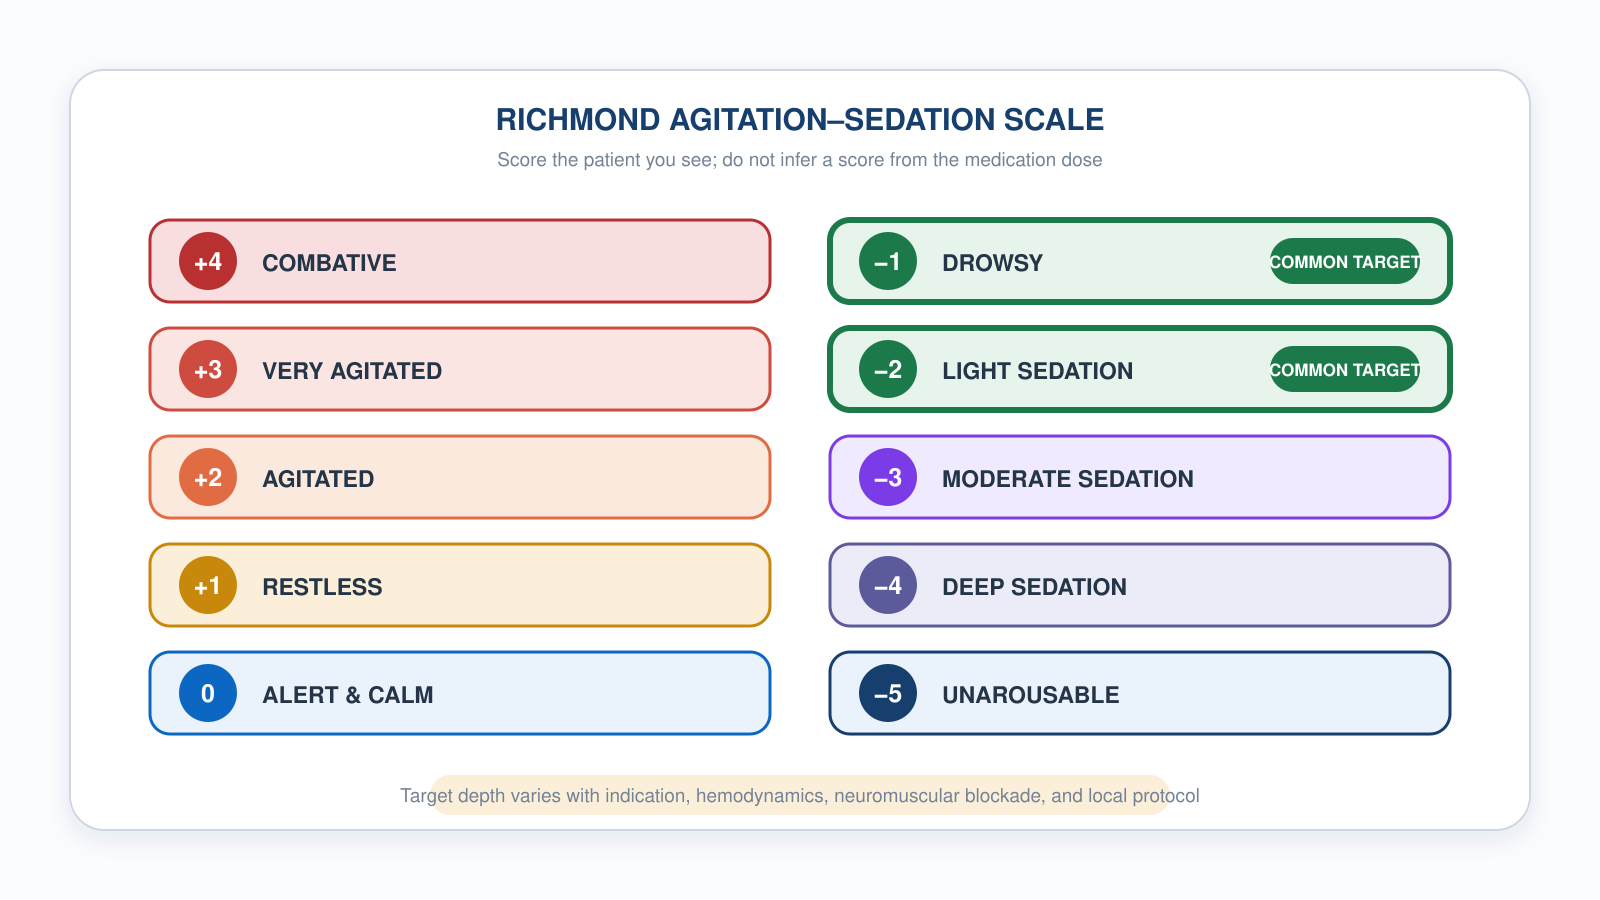 RICHMOND AGITATION–SEDATION SCALE
Score the patient you see; do not infer a score from the medication dose
+4 COMBATIVE
+3 VERY AGITATED
+2 AGITATED
+1 RESTLESS
0 ALERT & CALM
−1 DROWSY COMMON TARGET
−2 LIGHT SEDATION COMMON TARGET
−3 MODERATE SEDATION
−4 DEEP SEDATION
−5 UNAROUSABLE
Target depth varies with indication, hemodynamics, neuromuscular blockade, and local protocol